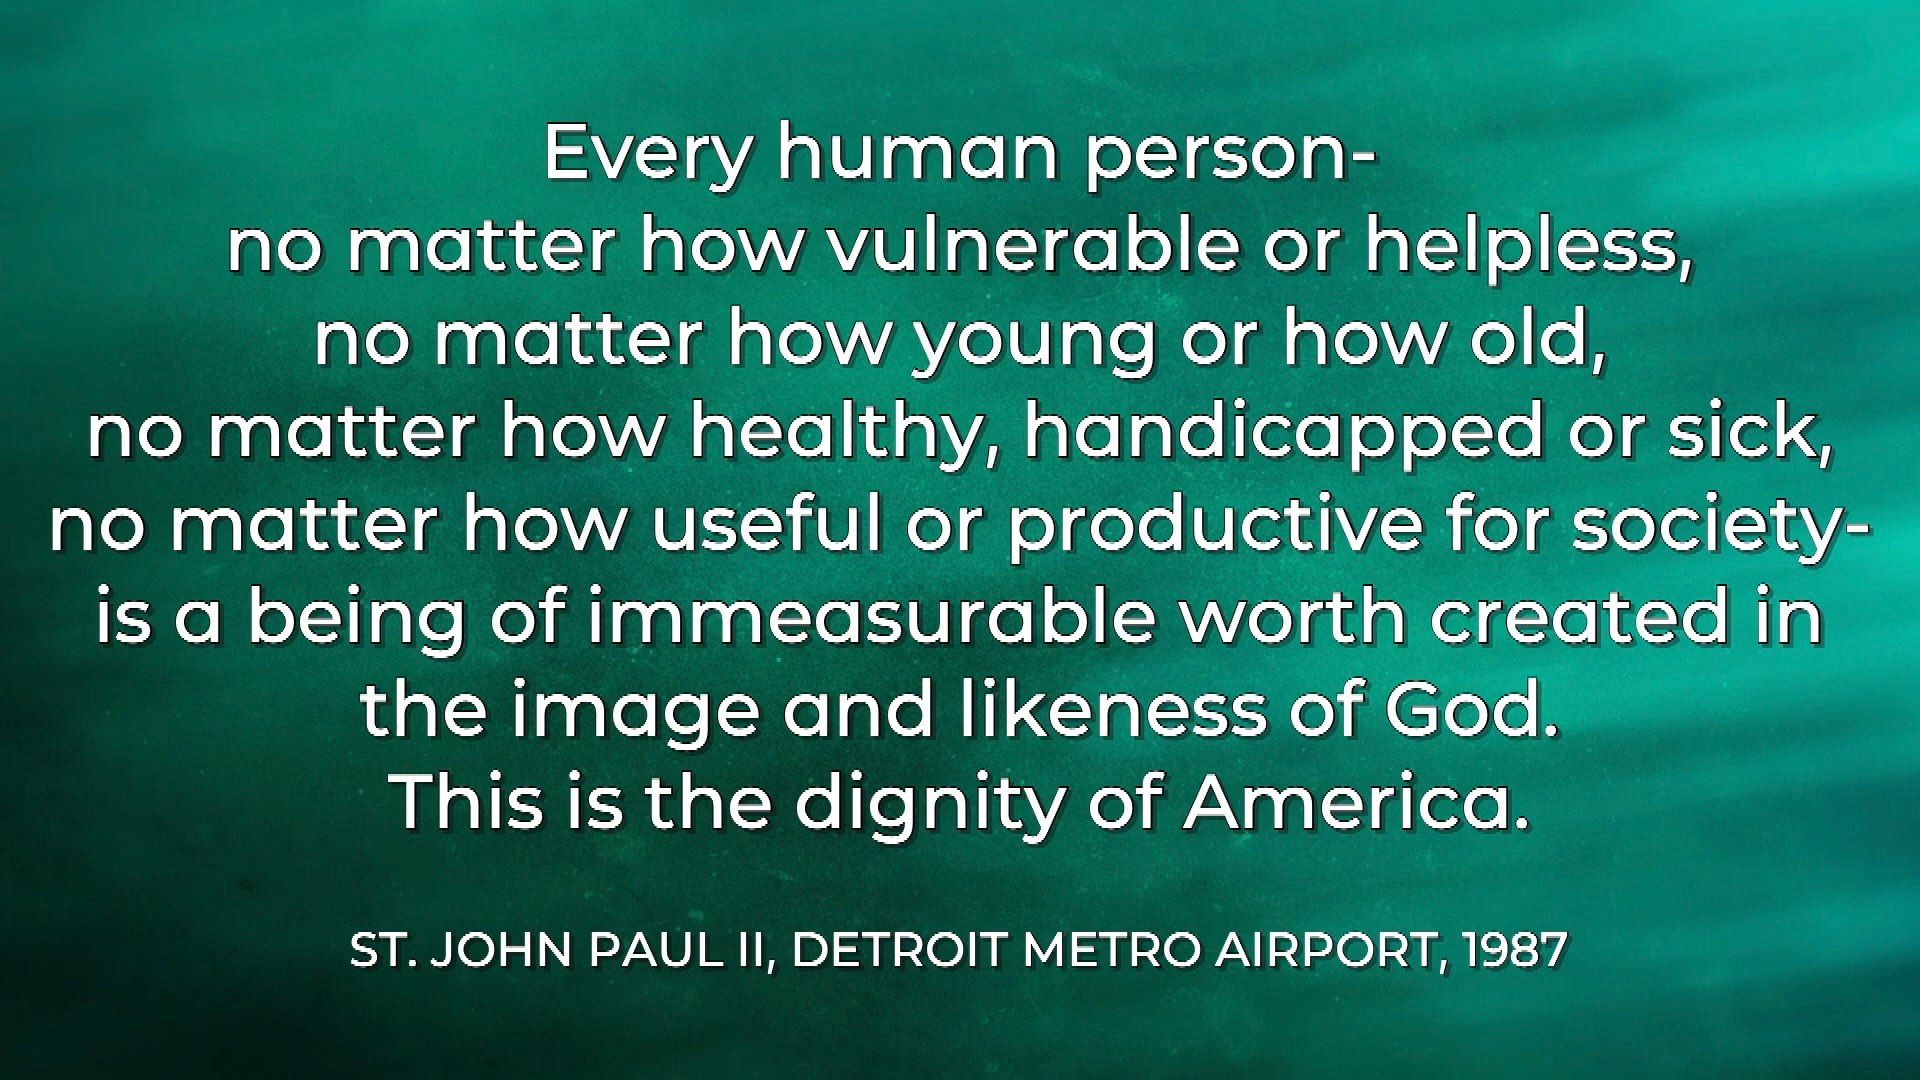 Every human person-
no matter how vulnerable or helpless,
no matter how young or how old,
no matter how healthy, handicapped or sick,
no matter how useful or productive for society-
is a being of immeasurable worth created in
the image and likeness of God.
This is the dignity of America.
ST. JOHN PAUL II, DETROIT METRO AIRPORT, 1987